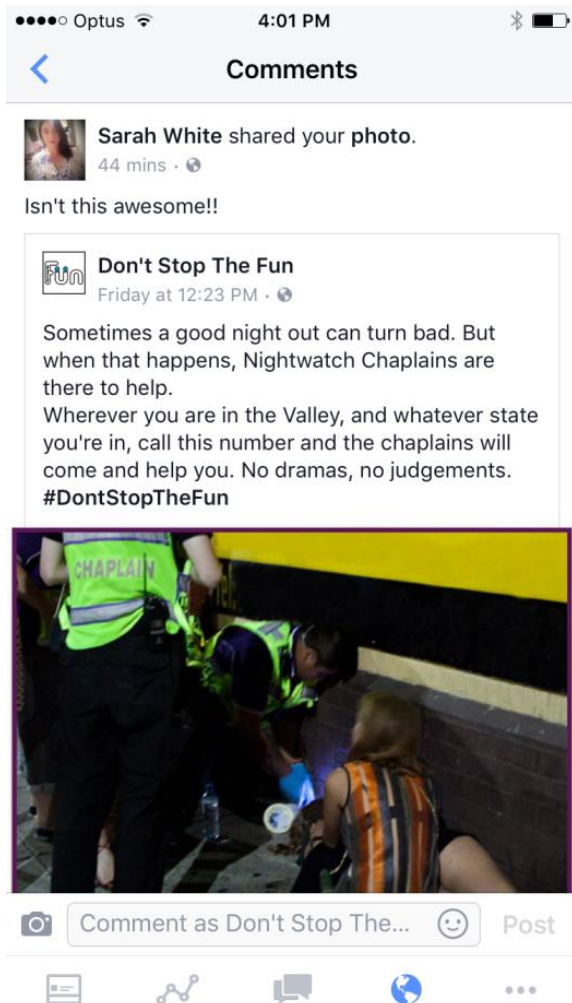 Optus 4:01 PM
Comments
Sarah White shared your photo.
44 mins ·
Isn't this awesome!!
Fun Don't Stop The Fun
Friday at 12:23 PM ·
Sometimes a good night out can turn bad. But
when that happens, Nightwatch Chaplains are
there to help.
Wherever you are in the Valley, and whatever state
you're in, call this number and the chaplains will
come and help you. No dramas, no judgements.
#DontStopTheFun
CHAPLAIN
Comment as Don't Stop The... Post